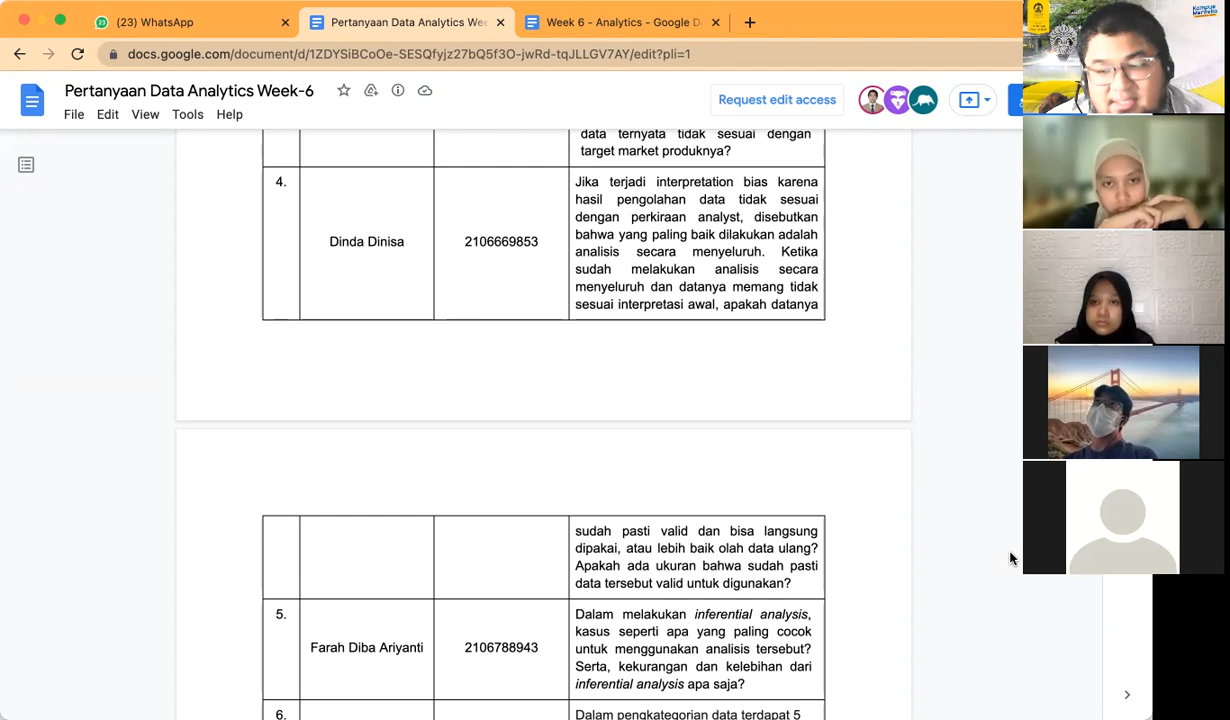 (23) WhatsApp
Pertanyaan Data Analytics Wee
Week 6 - Analytics - Google D
docs.google.com/document/d/1ZDYSiBCoOe-SESQfyjz27bQ5f3O-jwRd-tqJLLGV7AY/edit?pli=1
Pertanyaan Data Analytics Week-6
File Edit View Tools Help
Request edit access
data ternyata tidak sesuai dengan
target market produknya?
4.
Dinda Dinisa
2106669853
Jika terjadi interpretation bias karena
hasil pengolahan data tidak sesuai
dengan perkiraan analyst, disebutkan
bahwa yang paling baik dilakukan adalah
analisis secara menyeluruh. Ketika
sudah melakukan analisis secara
menyeluruh dan datanya memang tidak
sesuai interpretasi awal, apakah datanya
sudah pasti valid dan bisa langsung
dipakai, atau lebih baik olah data ulang?
Apakah ada ukuran bahwa sudah pasti
data tersebut valid untuk digunakan?
5.
Farah Diba Ariyanti
2106788943
Dalam melakukan inferential analysis,
kasus seperti apa yang paling cocok
untuk menggunakan analisis tersebut?
Serta, kekurangan dan kelebihan dari
inferential analysis apa saja?
6.
Dalam pengkategorian data terdapat 5